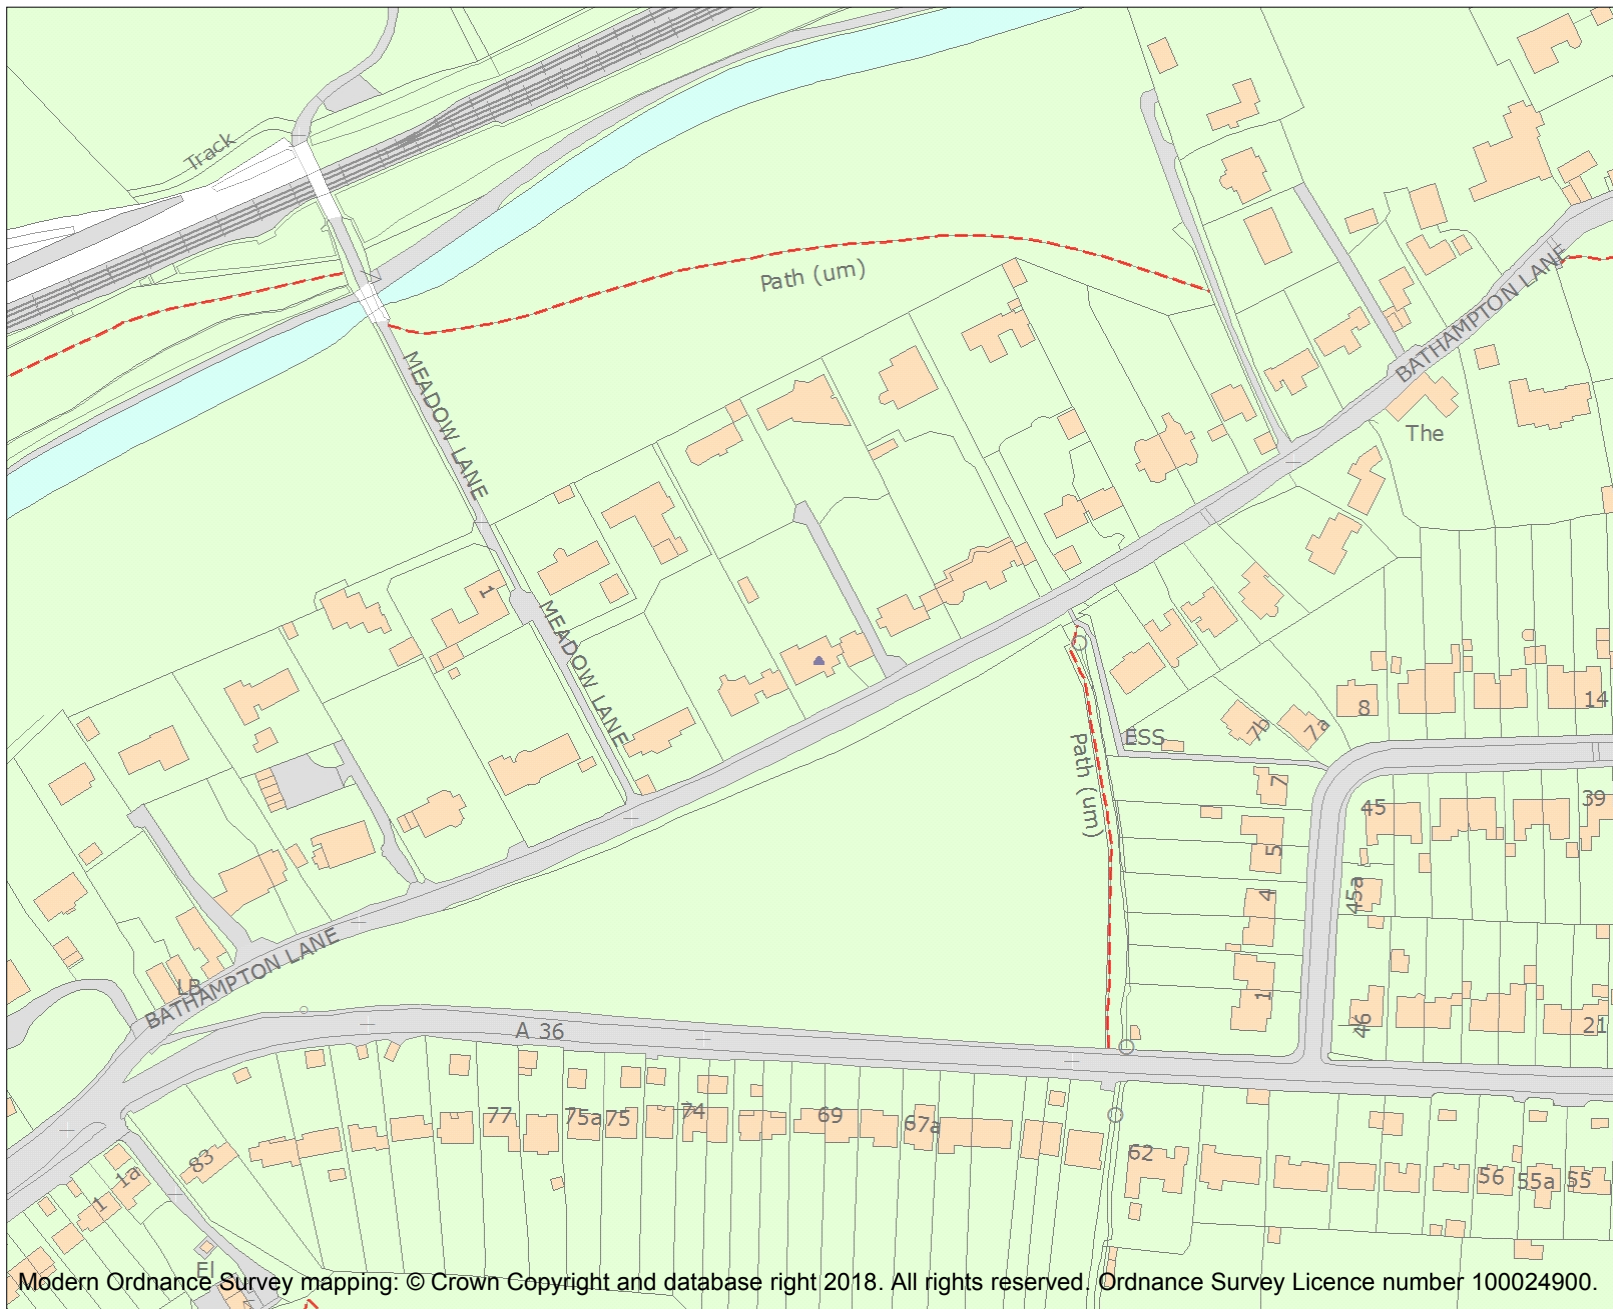 Track
Path (um)
BATHAMPTON LANE
MEADOW LANE
The
1
MEADOW LANE
8
14
7b
7a
ESS
Path (um)
7
45
39
5
4
45a
BATHAMPTON LANE
LB
1
46
21
A 36
77
75a
75
74
69
67a
62
83
1a
1
56
55a
55
El
Modern Ordnance Survey mapping: © Crown Copyright and database right 2018. All rights reserved. Ordnance Survey Licence number 100024900.